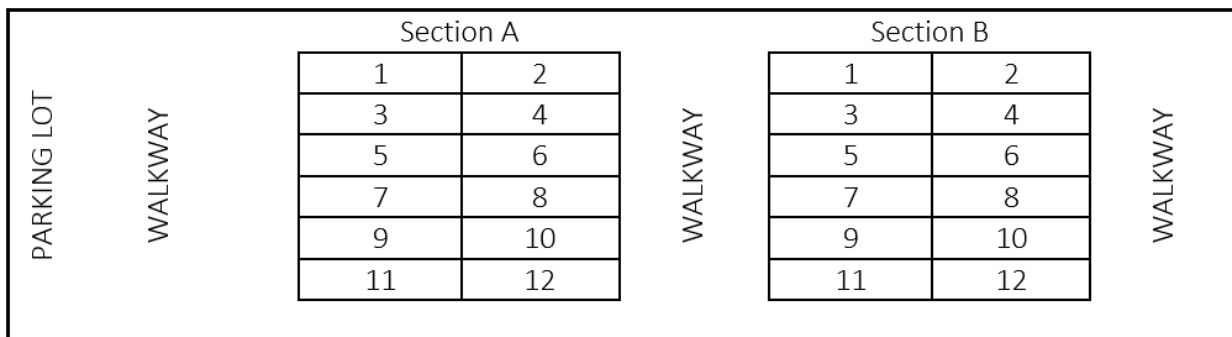 Section A
Section B
PARKING LOT
WALKWAY
1 2
3 4
5 6
7 8
9 10
11 12
WALKWAY
1 2
3 4
5 6
7 8
9 10
11 12
WALKWAY